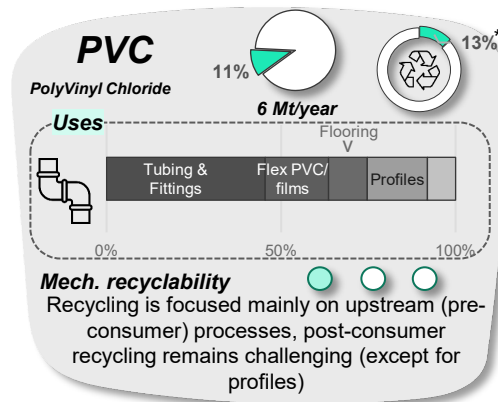 PVC
PolyVinyl Chloride
11%
6 Mt/year
13%*
Uses
Flooring
V
Tubing &
Fittings
Flex PVC/
films
Profiles
0%
50%
100%
Mech. recyclability
Recycling is focused mainly on upstream (pre-
consumer) processes, post-consumer
recycling remains challenging (except for
profiles)